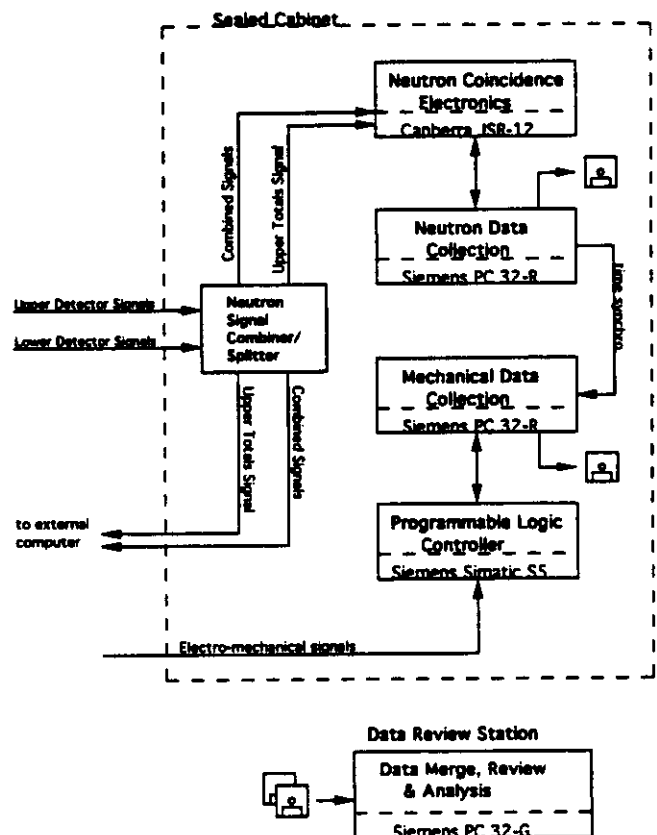 Sealed Cabinet
Neutron Coincidence
Electronics
Canberra JSR-12
Combined Signals
Upper Totals Signal
Neutron Data
Collection
Siemens PC 32-R
Time synchro.
Upper Detector Signals
Lower Detector Signals
Neutron
Signal
Combiner/
Splitter
Mechanical Data
Collection
Siemens PC 32-R
Upper Totals Signal
Combined Signals
to external
computer
Programmable Logic
Controller
Siemens Simatic S5
Electro-mechanical signals
Data Review Station
Data Merge, Review
& Analysis
Siemens PC 32-G